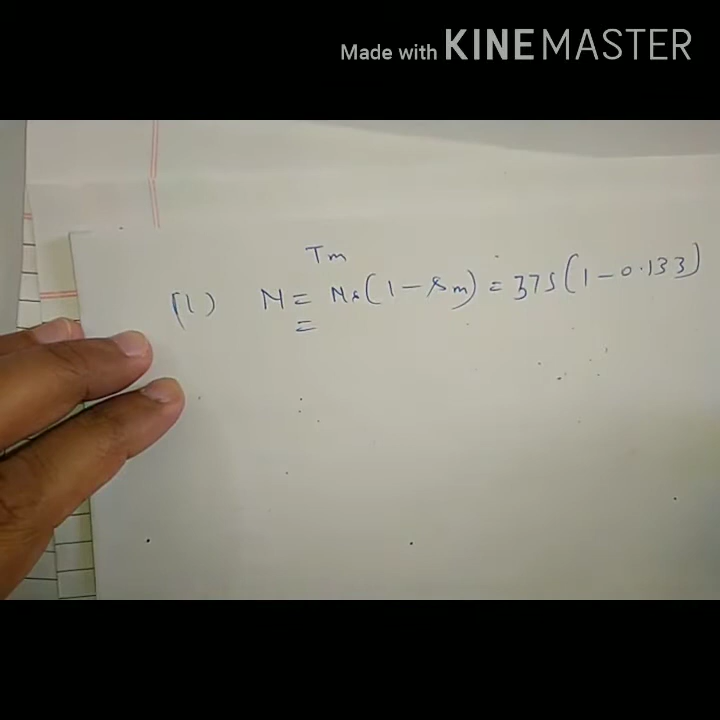 Made with KINEMASTER
Tm
(1) N = Ns(1 - sm) = 375(1 - 0.133)
=